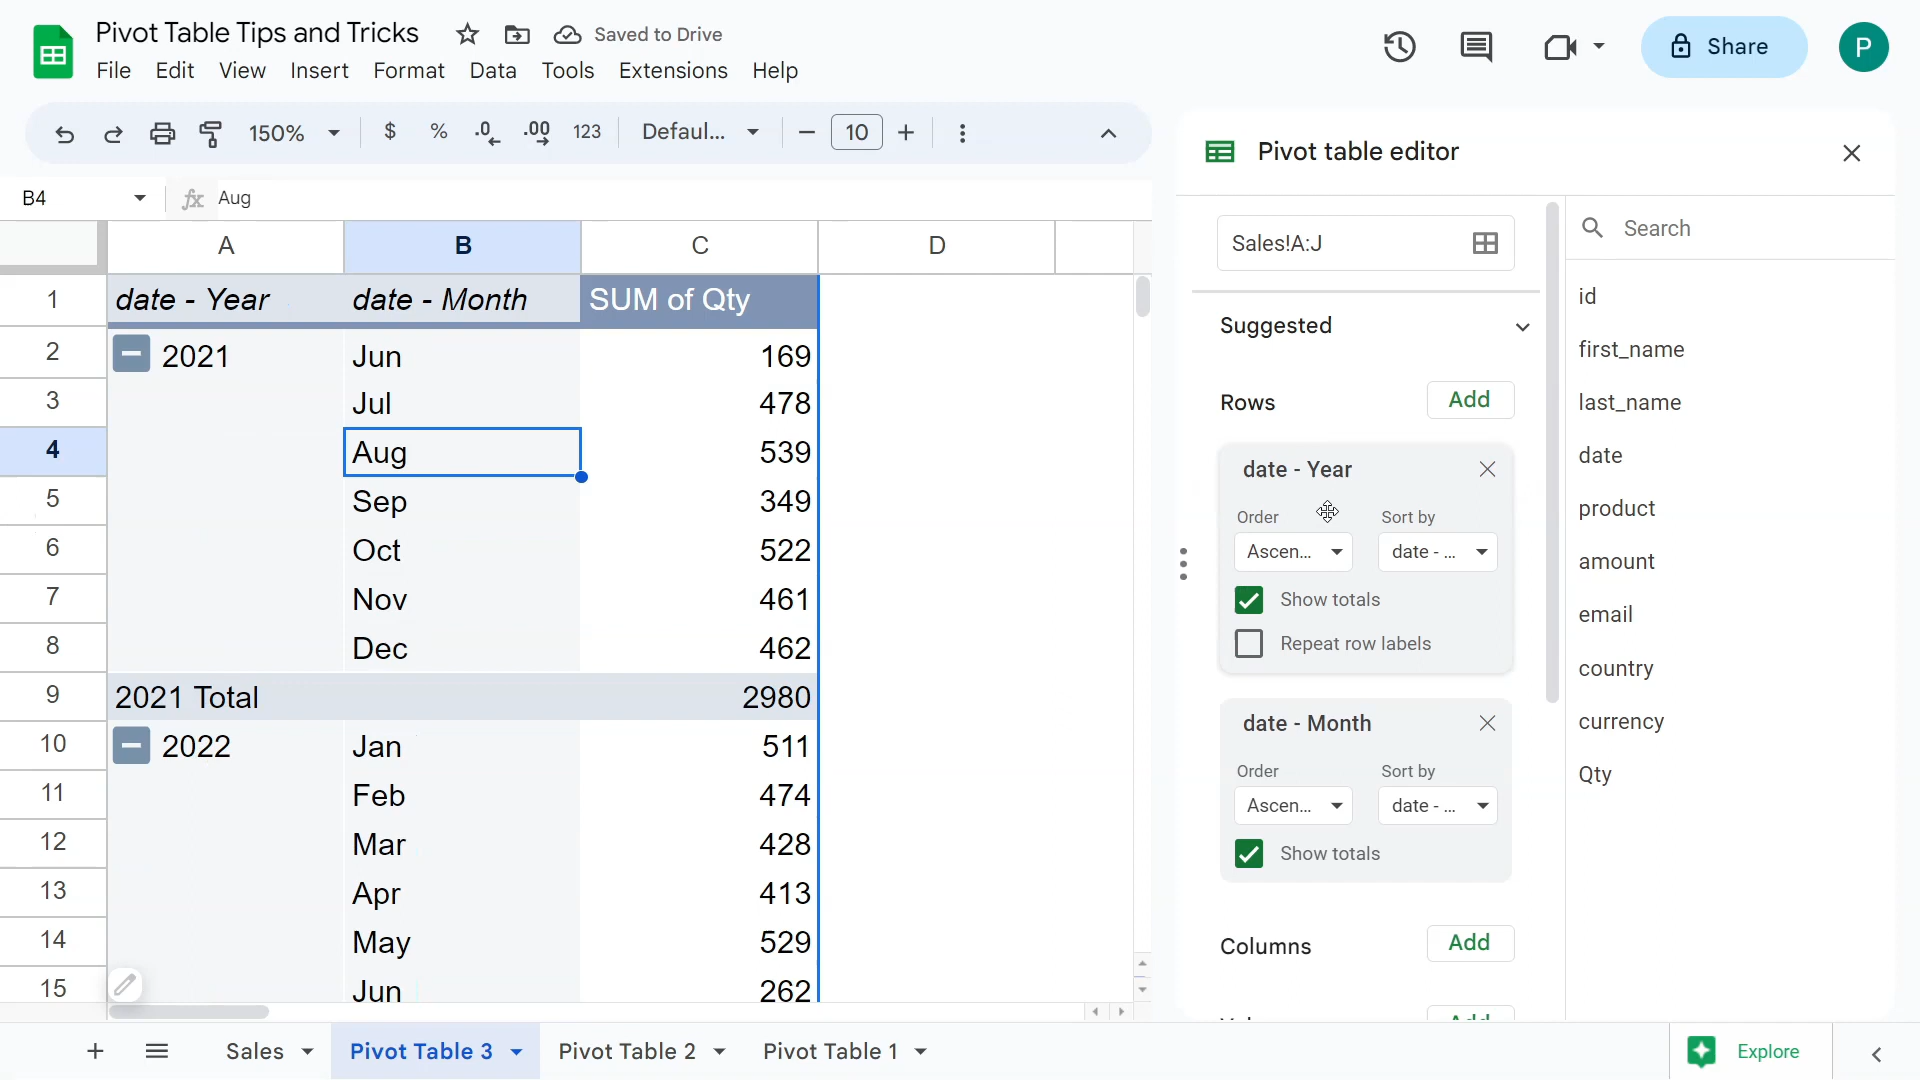 Pivot Table Tips and Tricks Saved to Drive
File Edit View Insert Format Data Tools Extensions Help
Share P
150% $ % .0 .00 123 Defaul... 10
B4 Aug
A B C D
1 date - Year date - Month SUM of Qty
2 2021 Jun 169
3 Jul 478
4 Aug 539
5 Sep 349
6 Oct 522
7 Nov 461
8 Dec 462
9 2021 Total 2980
10 2022 Jan 511
11 Feb 474
12 Mar 428
13 Apr 413
14 May 529
15 Jun 262
Pivot table editor
Sales!A:J
Suggested
Rows Add
date - Year
Order Sort by
Ascen... date - ...
Show totals
Repeat row labels
date - Month
Order Sort by
Ascen... date - ...
Show totals
Columns Add
Search
id
first_name
last_name
date
product
amount
email
country
currency
Qty
Sales Pivot Table 3 Pivot Table 2 Pivot Table 1
Explore